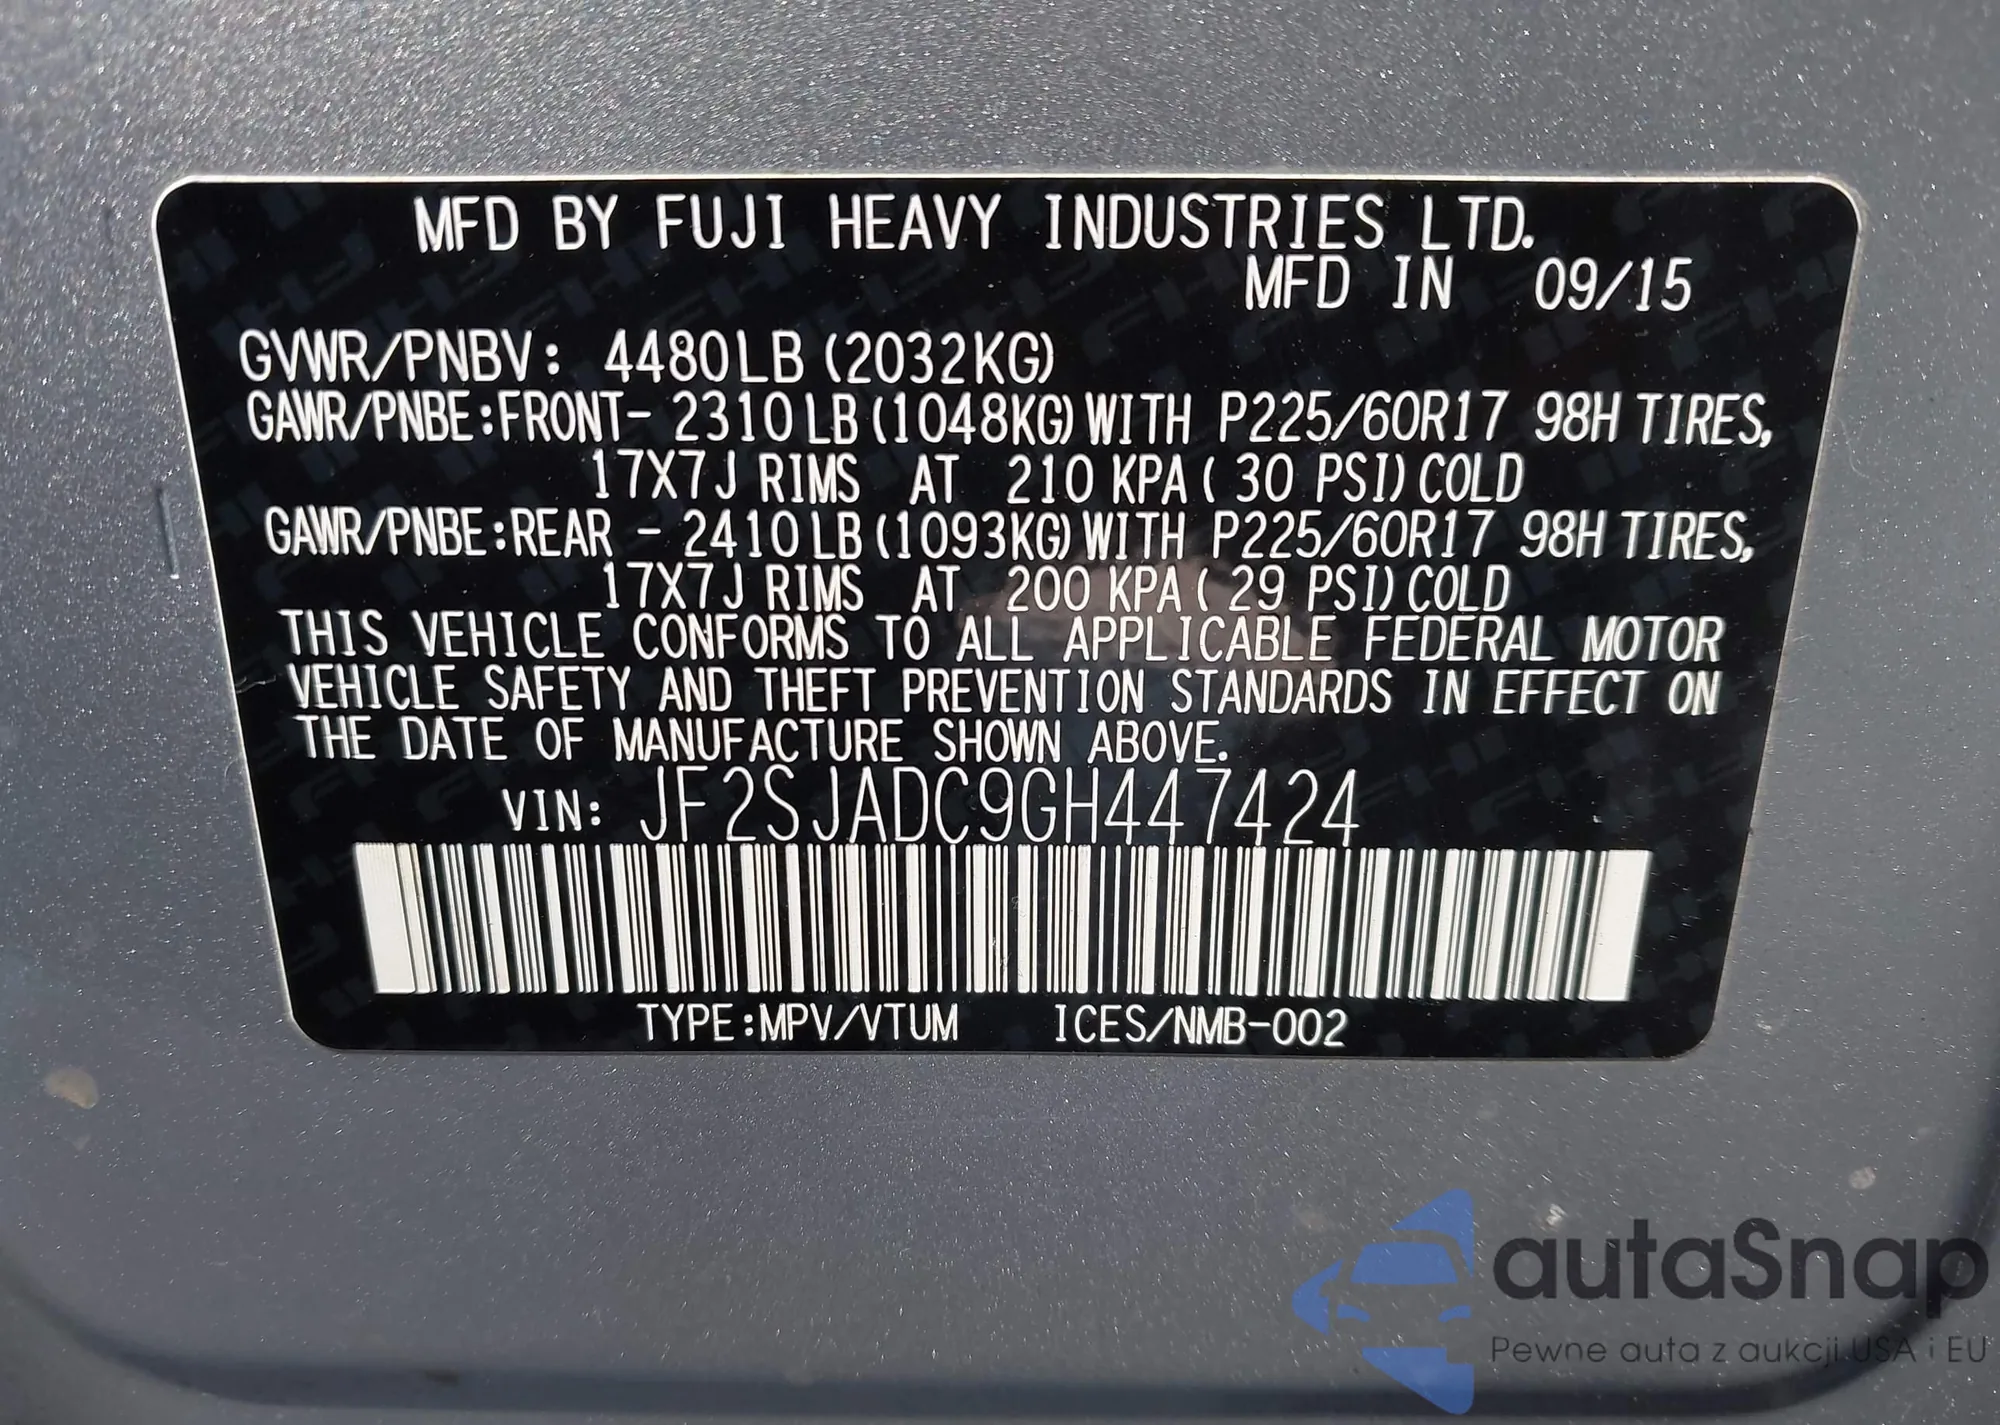 MFD BY FUJI HEAVY INDUSTRIES LTD.
MFD IN 09/15
GVWR/PNBV: 4480LB (2032KG)
GAWR/PNBE:FRONT- 2310LB (1048KG) WITH P225/60R17 98H TIRES,
17X7J RIMS AT 210 KPA ( 30 PSI) COLD
GAWR/PNBE:REAR - 2410LB (1093KG) WITH P225/60R17 98H TIRES,
17X7J RIMS AT 200 KPA ( 29 PSI) COLD
THIS VEHICLE CONFORMS TO ALL APPLICABLE FEDERAL MOTOR
VEHICLE SAFETY AND THEFT PREVENTION STANDARDS IN EFFECT ON
THE DATE OF MANUFACTURE SHOWN ABOVE.
VIN: JF2SJADC9GH447424
TYPE:MPV/VTUM ICES/NMB-002
autaSnap
Pewne auta z aukcji USA i EU